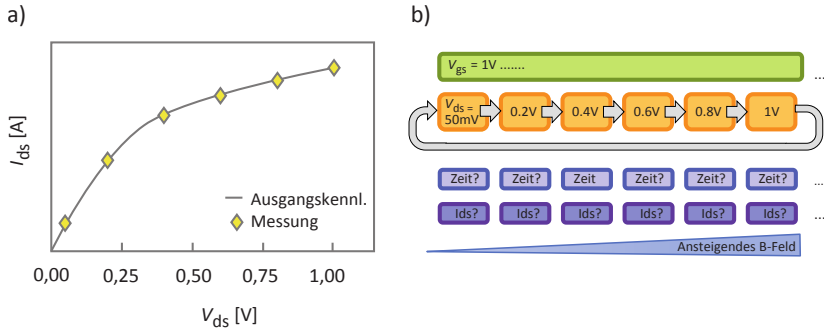 a)
I_ds [A]
Ausgangskennl.
Messung
0,00 0,25 0,50 0,75 1,00
V_ds [V]
b)
V_gs = 1V ....... ...
V_ds = 50mV 0.2V 0.4V 0.6V 0.8V 1V
Zeit? Zeit? Zeit Zeit? Zeit? Zeit? ...
Ids? Ids? Ids? Ids? Ids? Ids? ...
Ansteigendes B-Feld